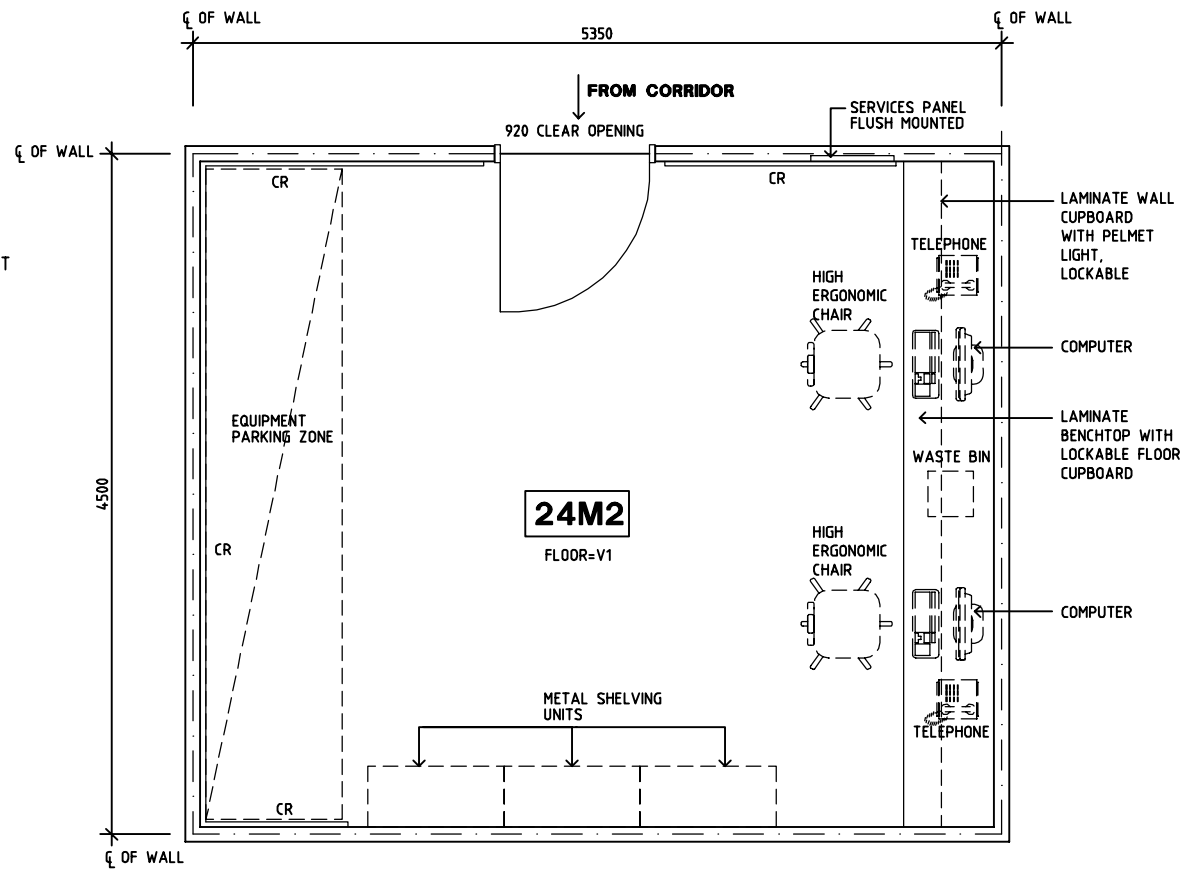 ℄ OF WALL
℄ OF WALL
5350
FROM CORRIDOR
920 CLEAR OPENING
SERVICES PANEL
FLUSH MOUNTED
℄ OF WALL
CR
CR
LAMINATE WALL
CUPBOARD
WITH PELMET
LIGHT,
LOCKABLE
TELEPHONE
T
HIGH
ERGONOMIC
CHAIR
COMPUTER
EQUIPMENT
PARKING ZONE
LAMINATE
BENCHTOP WITH
LOCKABLE FLOOR
CUPBOARD
WASTE BIN
4500
24M2
FLOOR=V1
CR
HIGH
ERGONOMIC
CHAIR
COMPUTER
METAL SHELVING
UNITS
TELEPHONE
CR
℄ OF WALL